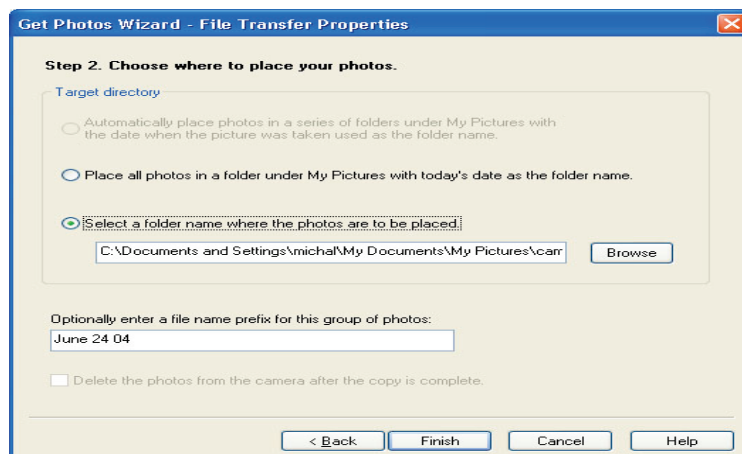 Get Photos Wizard - File Transfer Properties
Step 2. Choose where to place your photos.
Target directory
Automatically place photos in a series of folders under My Pictures with
the date when the picture was taken used as the folder name.
Place all photos in a folder under My Pictures with today's date as the folder name.
Select a folder name where the photos are to be placed.
C:\Documents and Settings\michal\My Documents\My Pictures\
Browse
Optionally enter a file name prefix for this group of photos:
June 24 04
Delete the photos from the camera after the copy is complete.
< Back
Finish
Cancel
Help